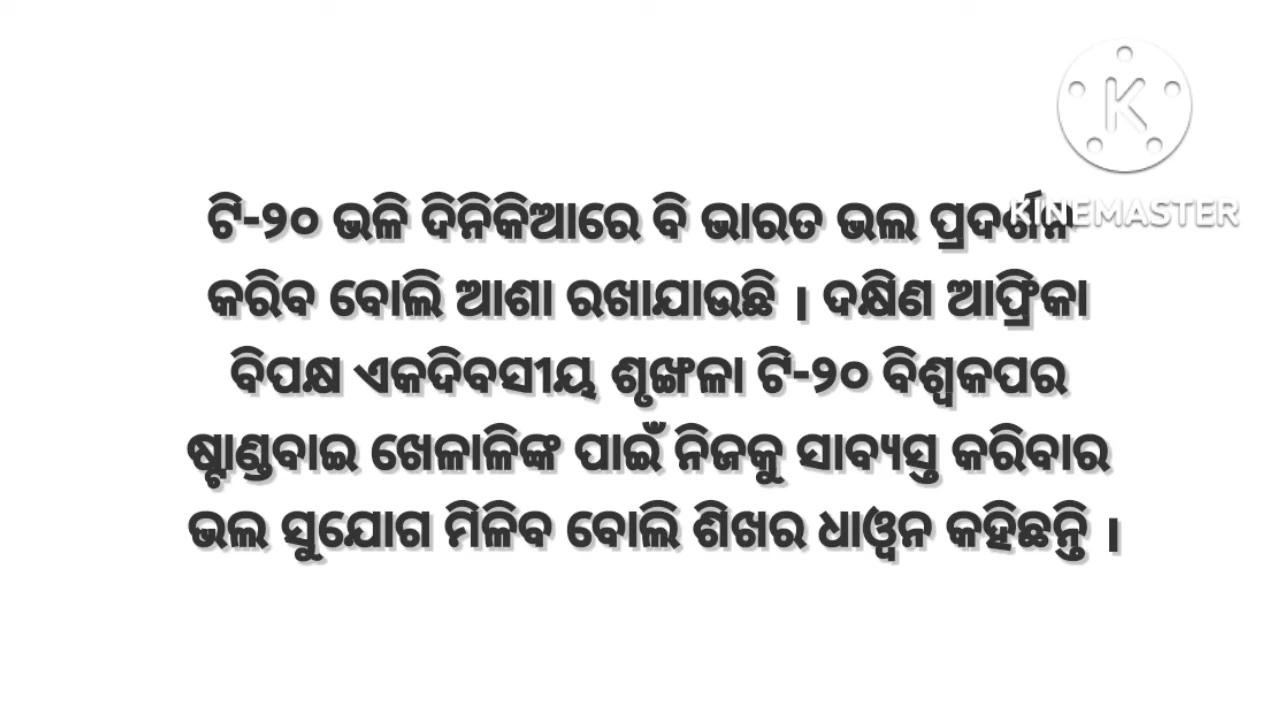 K
KINEMASTER
ଟି-୨୦ ଭଳି ଦିନିକିଆରେ ବି ଭାରତ ଭଲ ପ୍ରଦର୍ଶନ
କରିବ ବୋଲି ଆଶା ରଖାଯାଉଛି । ଦକ୍ଷିଣ ଆଫ୍ରିକା
ବିପକ୍ଷ ଏକଦିବସୀୟ ଶୃଙ୍ଖଳା ଟି-୨୦ ବିଶ୍ୱକପର
ଷ୍ଟାଣ୍ଡବାଇ ଖେଳାଳିଙ୍କ ପାଇଁ ନିଜକୁ ସାବ୍ୟସ୍ତ କରିବାର
ଭଲ ସୁଯୋଗ ମିଳିବ ବୋଲି ଶିଖର ଧାୱନ କହିଛନ୍ତି ।